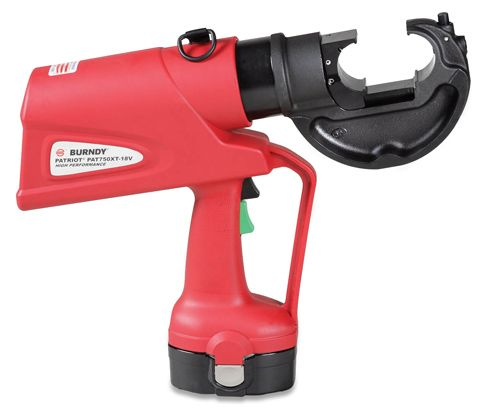 BURNDY®
PATRIOT® PAT750XT-18V
HIGH PERFORMANCE